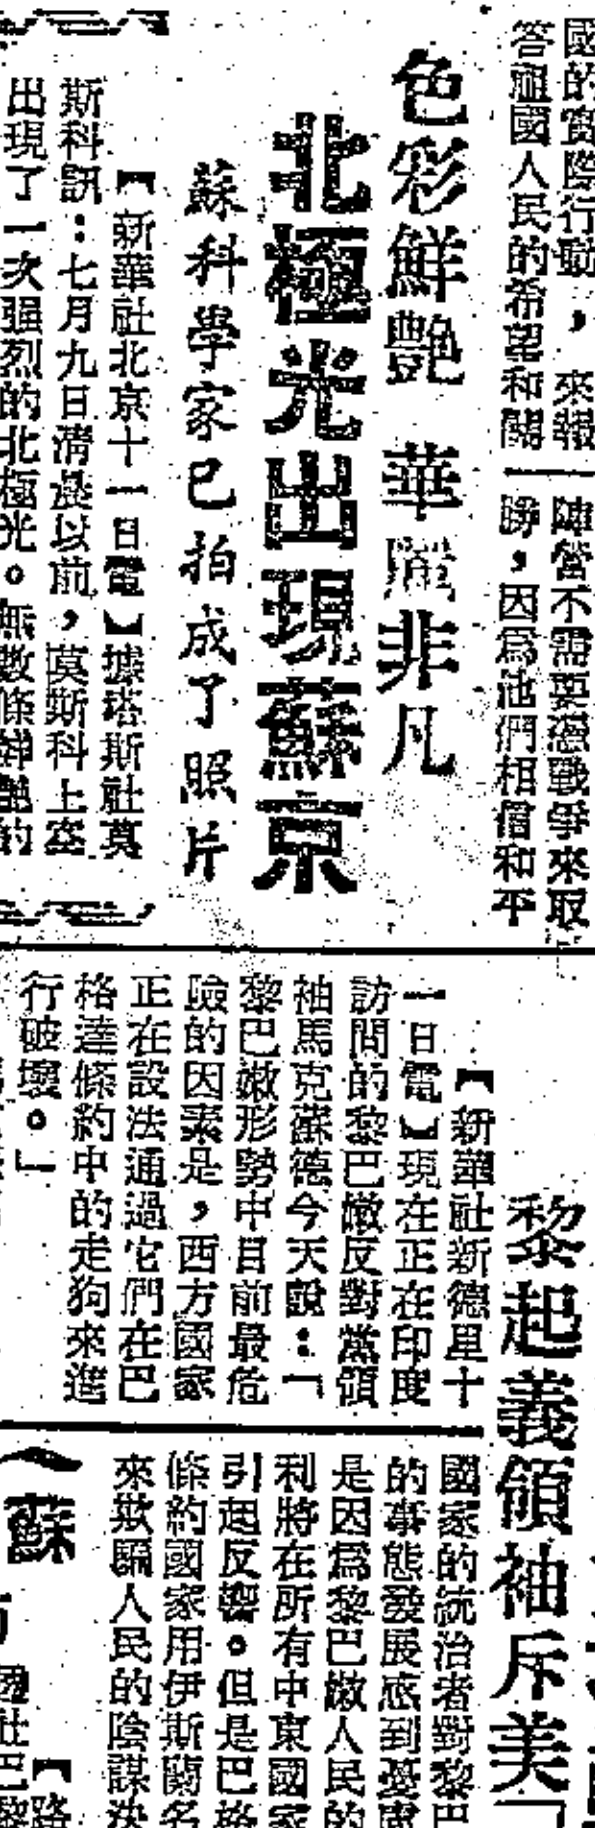 國的實際行動，來報
答祖國人民的希望和關
陣營不需要憑戰爭來取
勝，因爲他們相信和平
色彩鮮艷 華麗非凡
北極光出現蘇京
蘇科學家已拍成了照片
【新華社北京十一日電】據塔斯社莫
斯科訊：七月九日清晨以前，莫斯科上空
出現了一次强烈的北極光。無數條鮮艷的
黎起義領袖斥美「
【新華社新德里十
一日電】現在正在印度
訪問的黎巴嫩反對黨領
袖馬克蘇德今天說：「
黎巴嫩形勢中目前最危
險的因素是，西方國家
正在設法通過它們在巴
格達條約中的走狗來進
行破壞。」
國家的統治者對黎巴
的事態發展感到憂慮
是因爲黎巴嫩人民的
利將在所有中東國家
引起反響。但是巴格
條約國家用伊斯蘭名
來欺騙人民的陰謀決
蘇
【路
國社巴黎